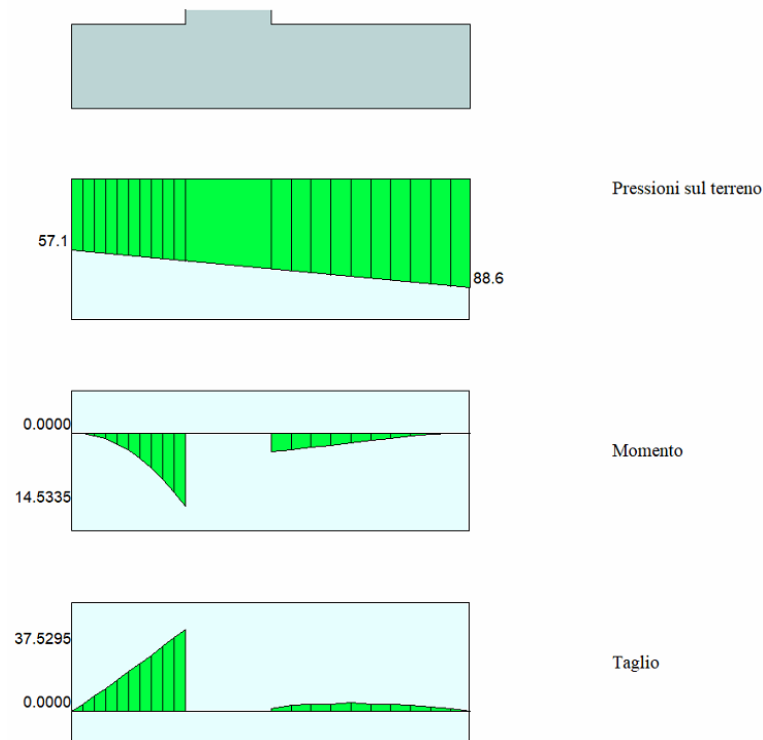 Pressioni sul terreno
57.1
88.6
0.0000
Momento
14.5335
37.5295
Taglio
0.0000